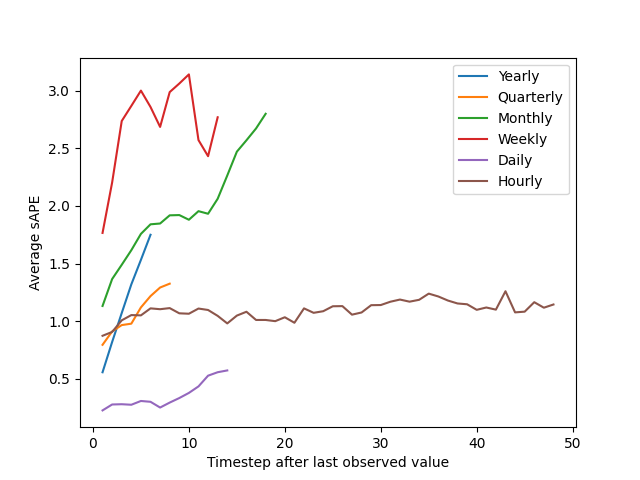 Yearly
Quarterly
Monthly
Weekly
Daily
Hourly
3.0
2.5
2.0
1.5
1.0
0.5
Average sAPE
0 10 20 30 40 50
Timestep after last observed value